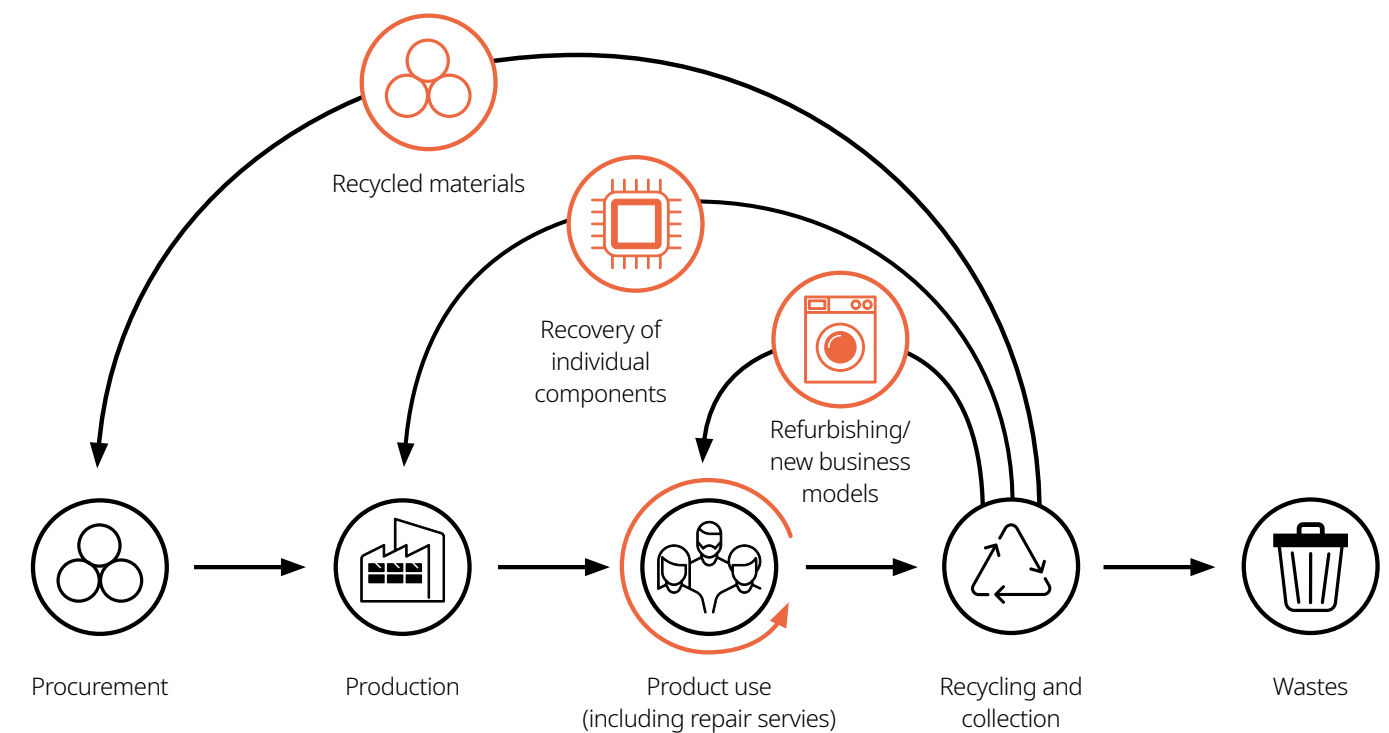 Recycled materials
Recovery of
individual
components
Refurbishing/
new business
models
Procurement
Production
Product use
(including repair servies)
Recycling and
collection
Wastes